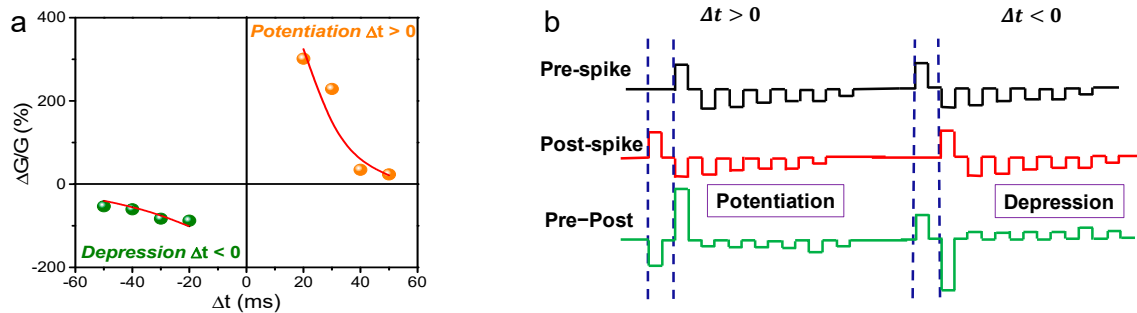 a
400
200
0
-200
ΔG/G (%)
Potentiation Δt > 0
Depression Δt < 0
-60 -40 -20 0 20 40 60
Δt (ms)
b
Δt > 0 Δt < 0
Pre-spike
Post-spike
Potentiation Depression
Pre−Post